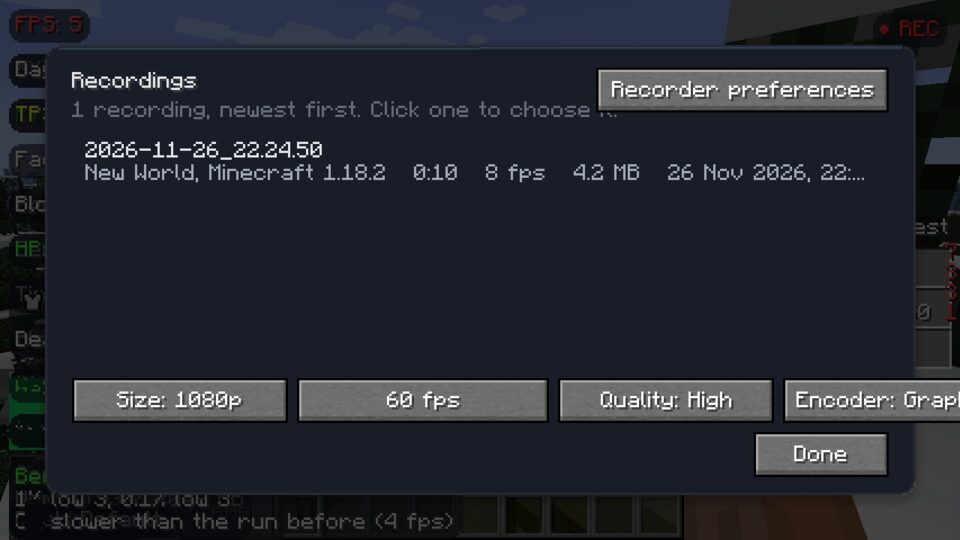 FPS: 5
REC
Recordings
Recorder preferences
1 recording, newest first. Click one to choose it.
2026-11-26_22.24.50
New World, Minecraft 1.18.2 0:10 8 fps 4.2 MB 26 Nov 2026, 22:...
Size: 1080p
60 fps
Quality: High
Encoder: Grap
Done
slower than the run before (4 fps)